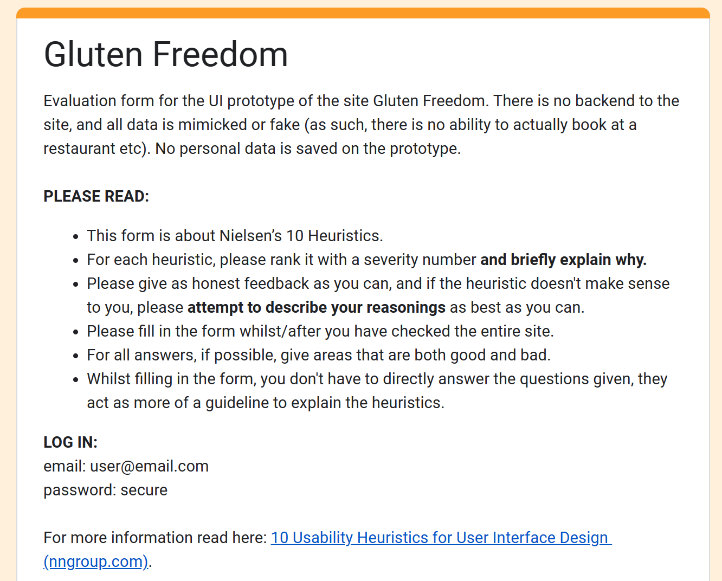 Gluten Freedom
Evaluation form for the UI prototype of the site Gluten Freedom. There is no backend to the
site, and all data is mimicked or fake (as such, there is no ability to actually book at a
restaurant etc). No personal data is saved on the prototype.
PLEASE READ:
• This form is about Nielsen’s 10 Heuristics.
• For each heuristic, please rank it with a severity number and briefly explain why.
• Please give as honest feedback as you can, and if the heuristic doesn't make sense
to you, please attempt to describe your reasonings as best as you can.
• Please fill in the form whilst/after you have checked the entire site.
• For all answers, if possible, give areas that are both good and bad.
• Whilst filling in the form, you don't have to directly answer the questions given, they
act as more of a guideline to explain the heuristics.
LOG IN:
email: user@email.com
password: secure
For more information read here: 10 Usability Heuristics for User Interface Design
(nngroup.com).